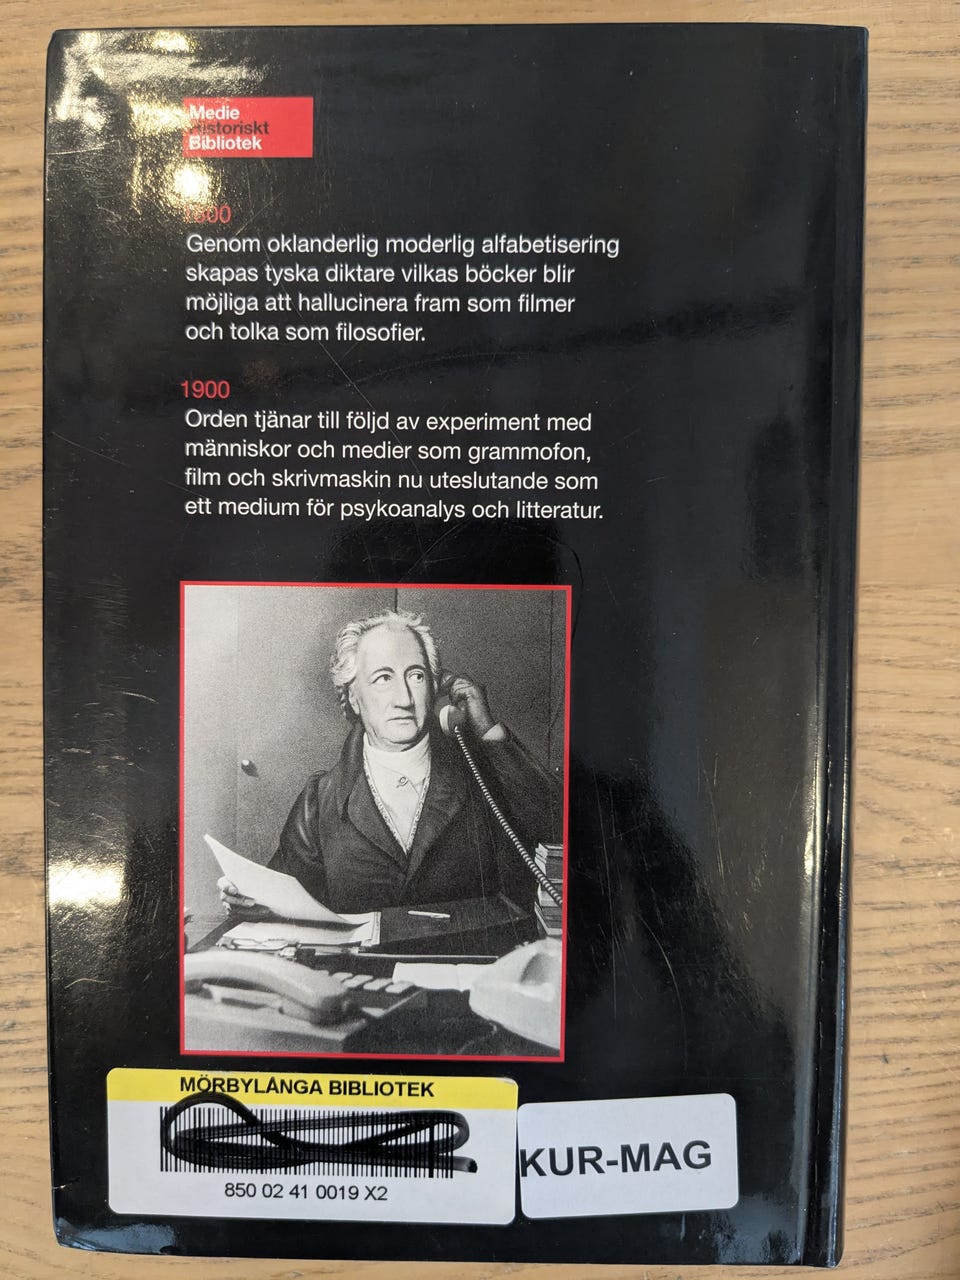 Medie
Historiskt
Bibliotek
1800
Genom oklanderlig moderlig alfabetisering
skapas tyska diktare vilkas böcker blir
möjliga att hallucinera fram som filmer
och tolka som filosofier.
1900
Orden tjänar till följd av experiment med
människor och medier som grammofon,
film och skrivmaskin nu uteslutande som
ett medium för psykoanalys och litteratur.
MÖRBYLÅNGA BIBLIOTEK
850 02 41 0019 X2
KUR-MAG